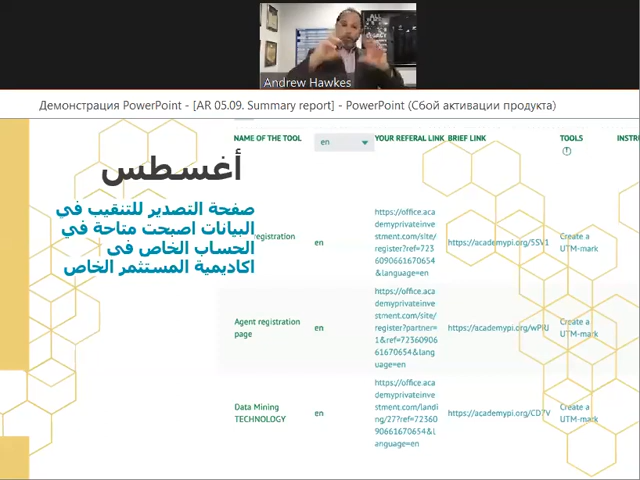 Andrew Hawkes
Демонстрация PowerPoint - [AR 05.09. Summary report] - PowerPoint (Сбой активации продукта)
أغسطس
صفحة التصدير للتنقيب في
البيانات اصبحت متاحة في
الحساب الخاص في
اكاديمية المستثمر الخاص
NAME OF THE TOOL
en
YOUR REFERAL LINK
BRIEF LINK
TOOLS
INSTRU
egistration
en
https://office.aca
demyprivateinve
stment.com/site/
register?ref=723
6090661670654
&language=en
https://academypi.org/SSV1
Create a
UTM-mark
Agent registration
page
en
https://office.aca
demyprivateinve
stment.com/site/
register?partner=
1&ref=72360906
61670654&lang
uage=en
https://academypi.org/wPiU
Create a
UTM-mark
Data Mining
TECHNOLOGY
en
https://office.aca
demyprivateinve
stment.com/landi
ng/27?ref=72360
90661670654&l
anguage=en
https://academypi.org/CD7V
Create a
UTM-mark